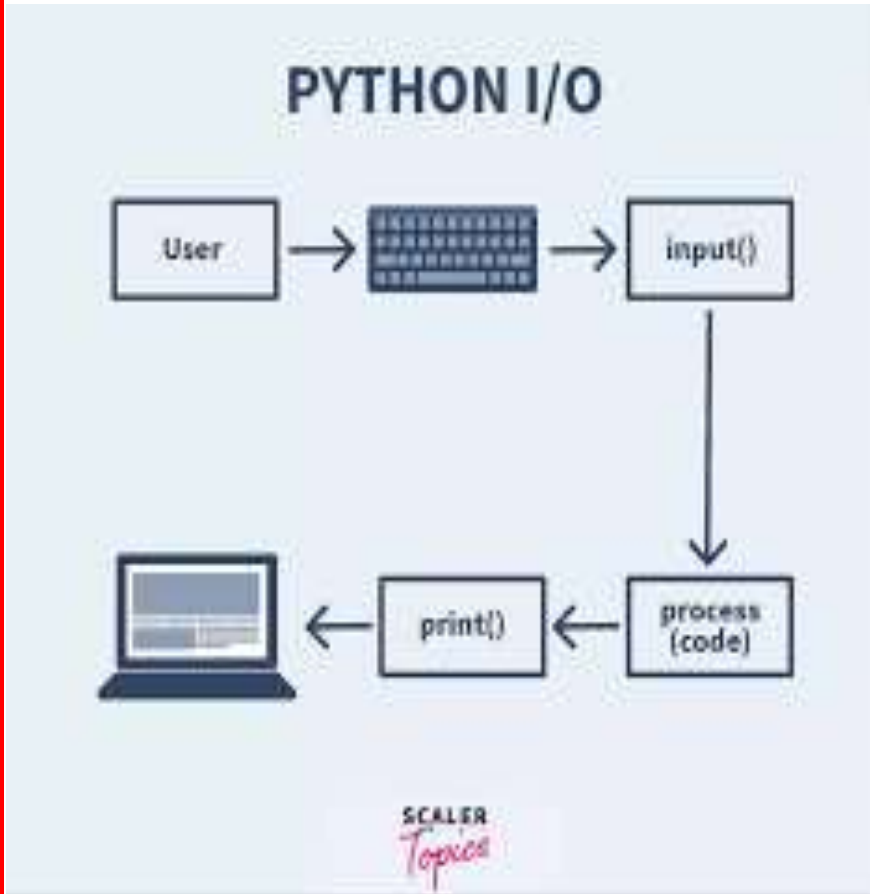 PYTHON I/O
User
input()
process
(code)
print()
SCALER
Topics